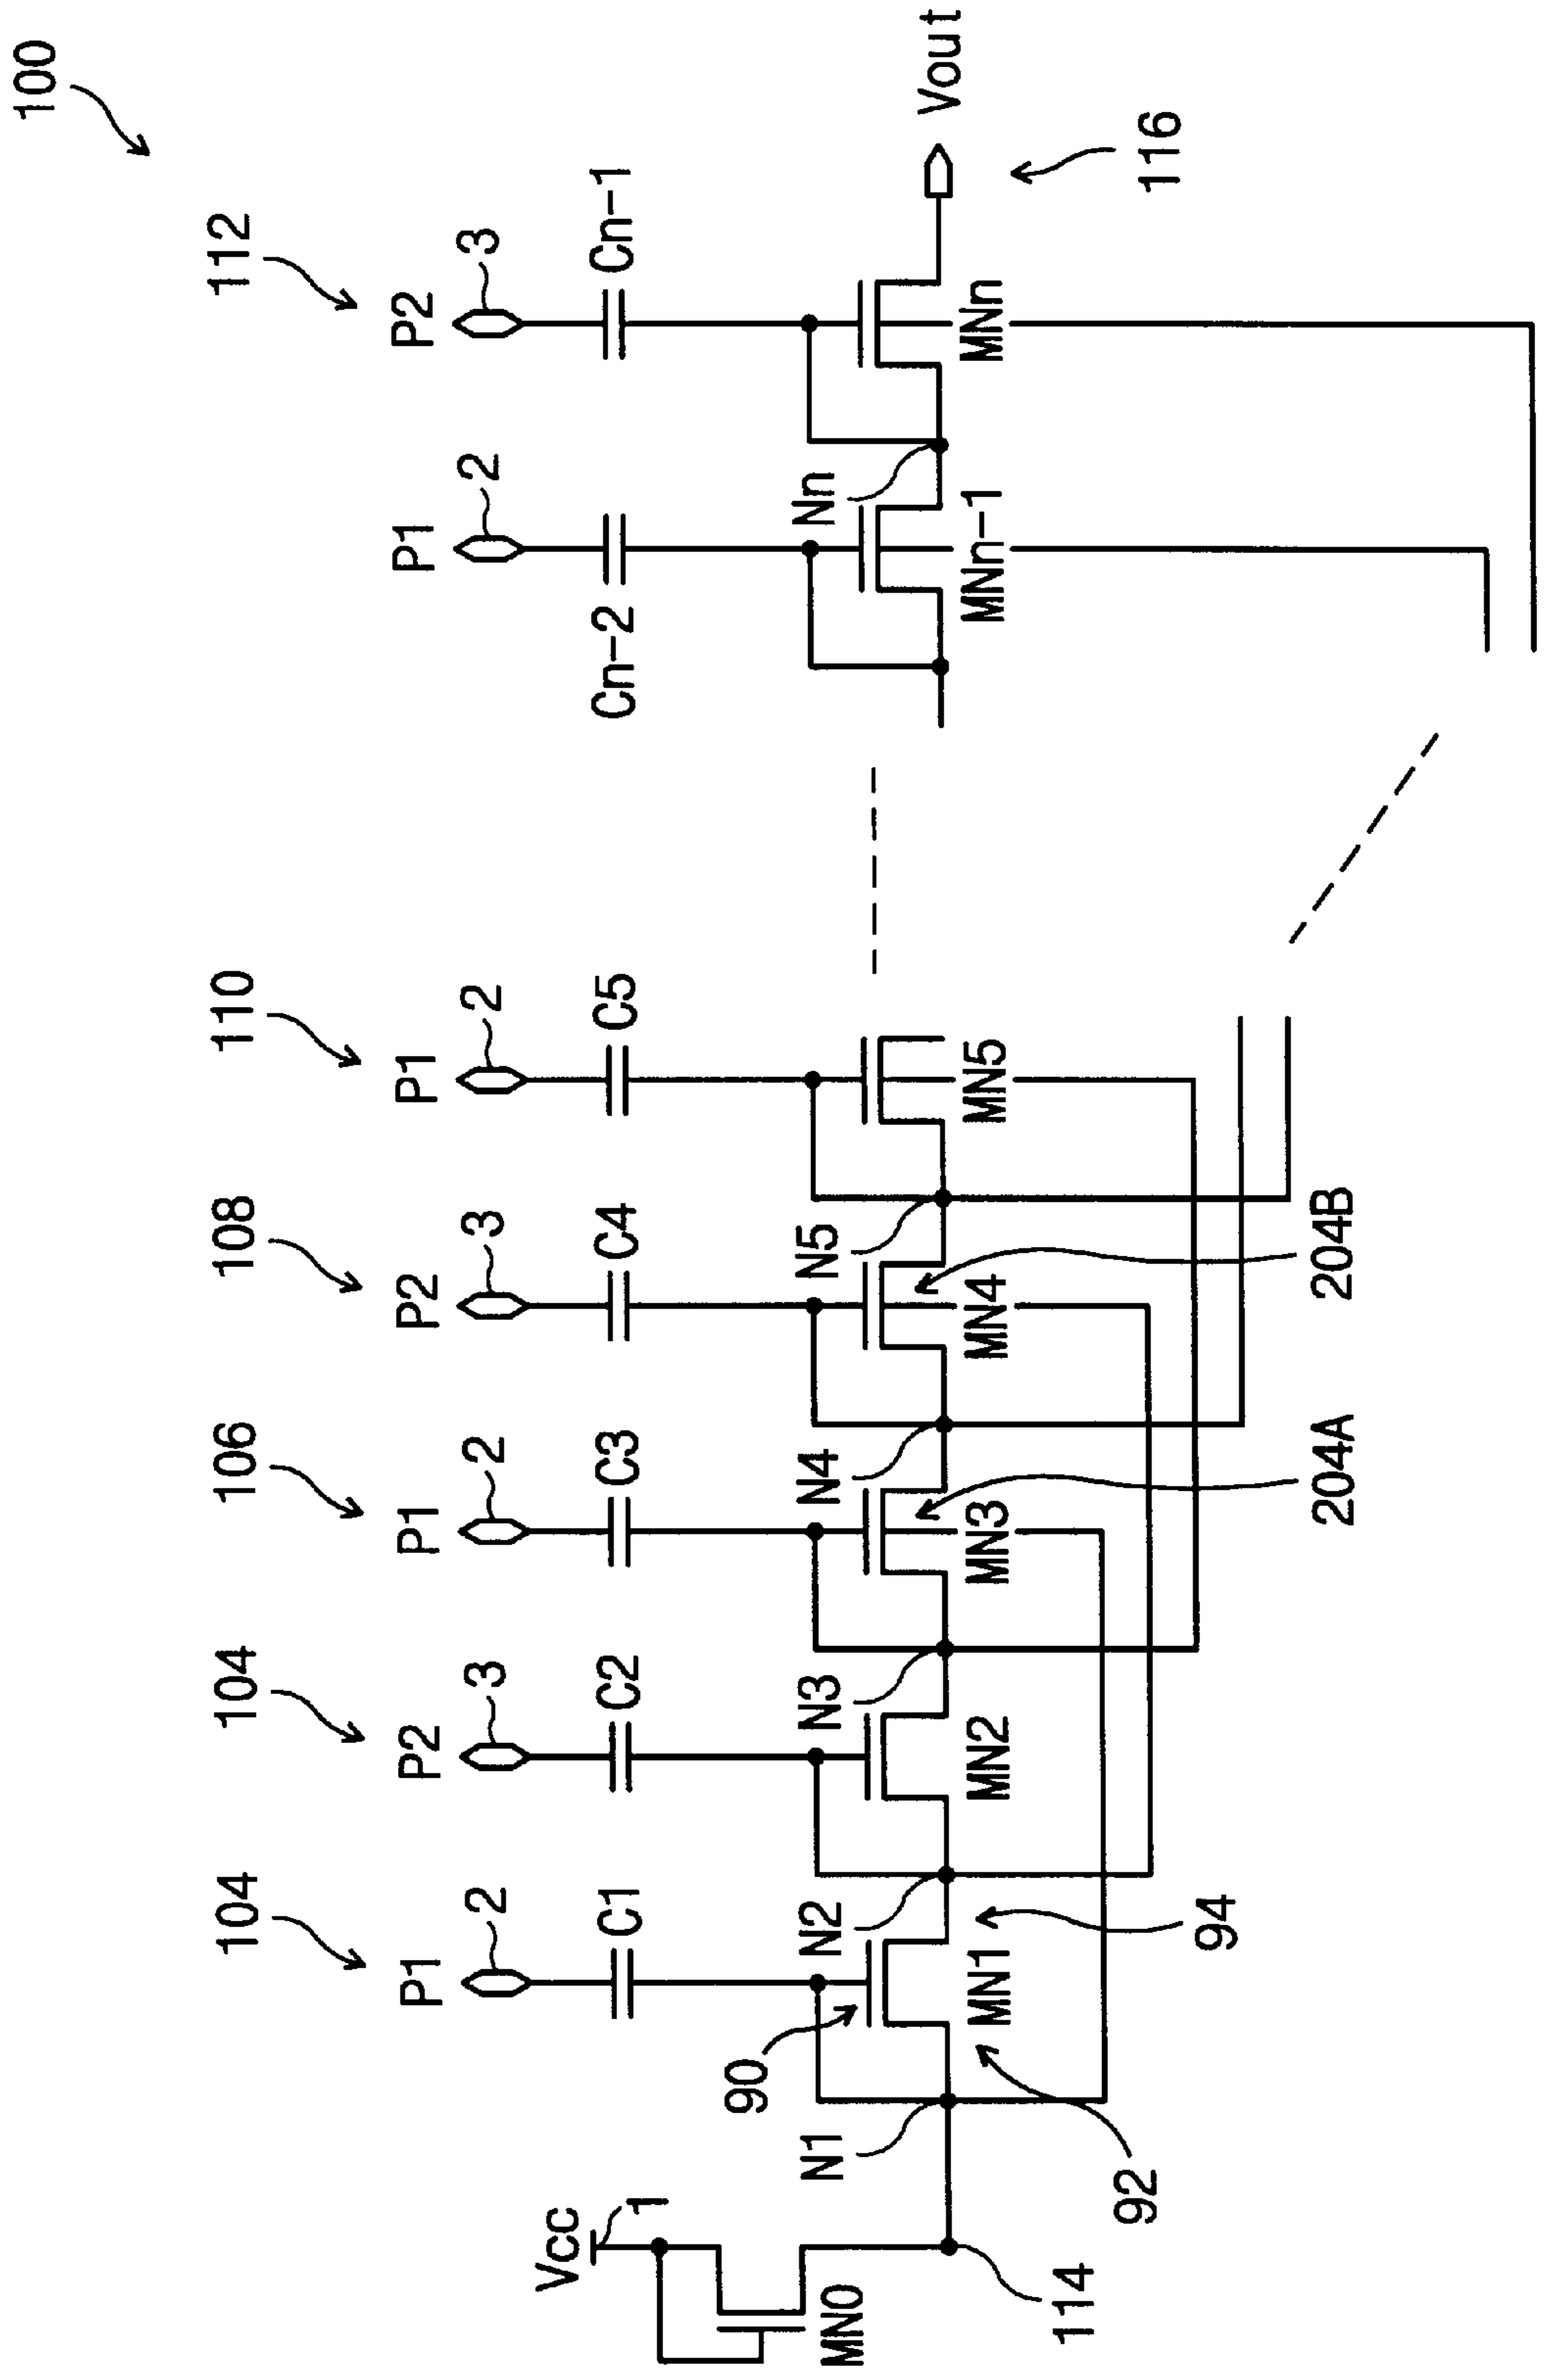 100
104 104 106 108 110 112
P1 P2 P1 P2 P1 P1 P2
2 3 2 3 2 2 3
C1 C2 C3 C4 C5 Cn-2 Cn-1
Vcc
1
90
N1 N2 N3 N4 N5 Nn
MN0
MN1 MN2 MN3 MN4 MN5 MNn-1 MNn
Vout
114
92
94
204A
204B
116